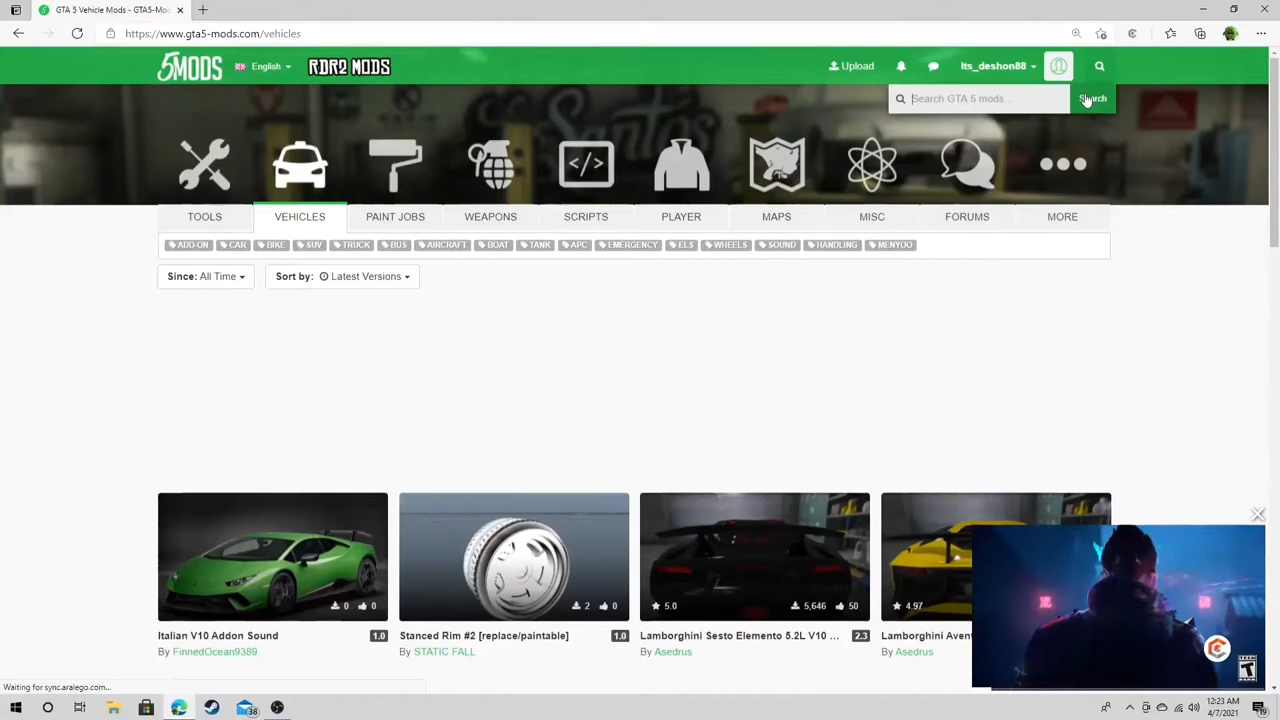 GTA 5 Vehicle Mods - GTA5-Mo
https://www.gta5-mods.com/vehicles
5MODS
English
RDR2 MODS
Upload
Its_deshon88
Search GTA 5 mods...
Search
TOOLS
VEHICLES
PAINT JOBS
WEAPONS
SCRIPTS
PLAYER
MAPS
MISC
FORUMS
MORE
ADD-ON
CAR
BIKE
SUV
TRUCK
BUS
AIRCRAFT
BOAT
TANK
APC
EMERGENCY
ELS
WHEELS
SOUND
HANDLING
MENYOO
Since: All Time
Sort by: Latest Versions
0 0
2 0
5.0 5,646 50
4.97
Italian V10 Addon Sound 1.0
By FinnedOcean9389
Stanced Rim #2 [replace/paintable] 1.0
By STATIC FALL
Lamborghini Sesto Elemento 5.2L V10 ... 2.3
By Asedrus
Lamborghini Aven
By Asedrus
TEEN
T
Waiting for sync.aralego.com...
38
12:23 AM
4/7/2021
19